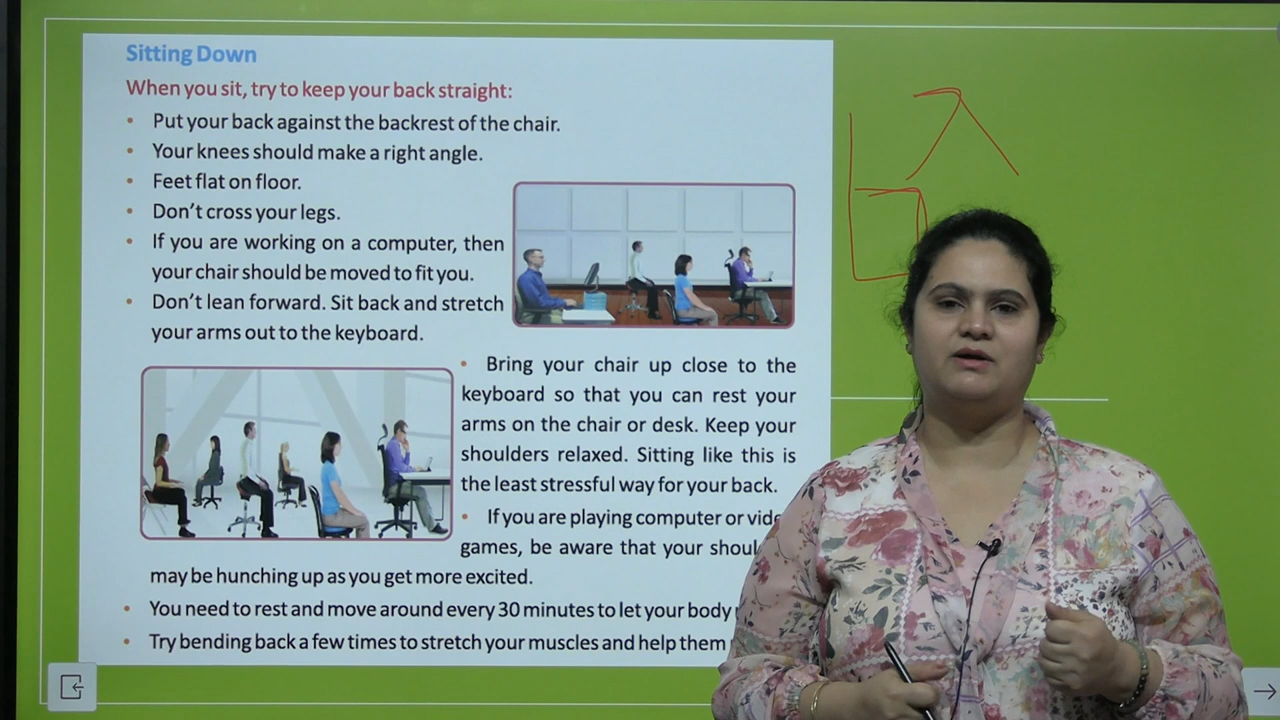 Sitting Down
When you sit, try to keep your back straight:
• Put your back against the backrest of the chair.
• Your knees should make a right angle.
• Feet flat on floor.
• Don't cross your legs.
• If you are working on a computer, then
your chair should be moved to fit you.
• Don't lean forward. Sit back and stretch
your arms out to the keyboard.
• Bring your chair up close to the
keyboard so that you can rest your
arms on the chair or desk. Keep your
shoulders relaxed. Sitting like this is
the least stressful way for your back.
• If you are playing computer or
games, be aware that your
may be hunching up as you get more excited.
• You need to rest and move around every 30 minutes to let your body
• Try bending back a few times to stretch your muscles and help them